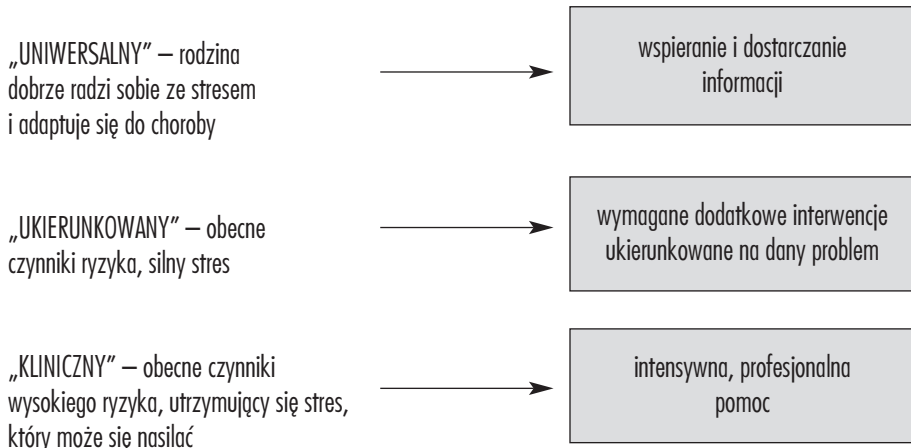 „UNIWERSALNY” – rodzina
dobrze radzi sobie ze stresem
i adaptuje się do choroby
wspieranie i dostarczanie
informacji
„UKIERUNKOWANY” – obecne
czynniki ryzyka, silny stres
wymagane dodatkowe interwencje
ukierunkowane na dany problem
„KLINICZNY” – obecne czynniki
wysokiego ryzyka, utrzymujący się stres,
który może się nasilać
intensywna, profesjonalna
pomoc